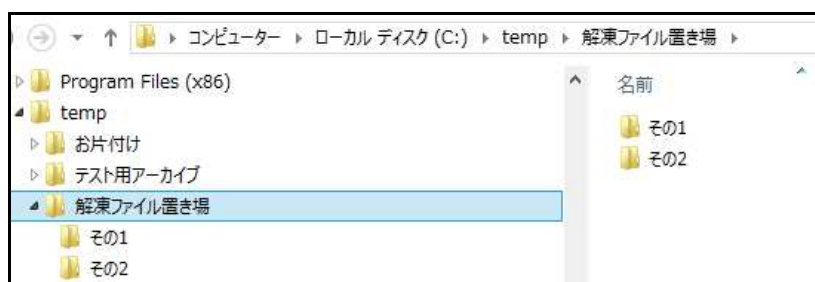 コンピューター ローカル ディスク (C:) temp 解凍ファイル置き場
Program Files (x86)
temp
お片付け
テスト用アーカイブ
解凍ファイル置き場
その1
その2
名前
その1
その2